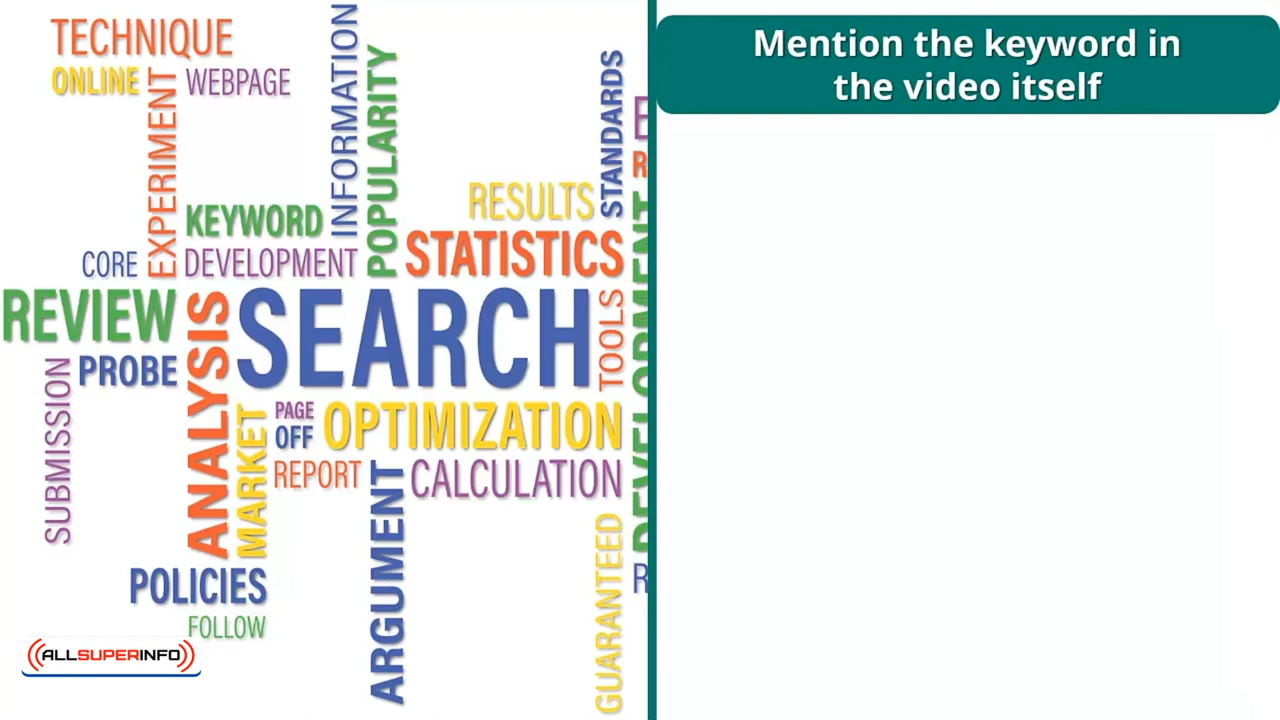 TECHNIQUE
ONLINE
WEBPAGE
EXPERIMENT
INFORMATION
POPULARITY
STANDARDS
RESULTS
KEYWORD
CORE
DEVELOPMENT
STATISTICS
REVIEW
ANALYSIS
SEARCH
TOOLS
PROBE
SUBMISSION
MARKET
PAGE
OFF
OPTIMIZATION
REPORT
ARGUMENT
CALCULATION
GUARANTEED
POLICIES
FOLLOW
ALLSUPERINFO
DEVELOPMENT
Mention the keyword in
the video itself